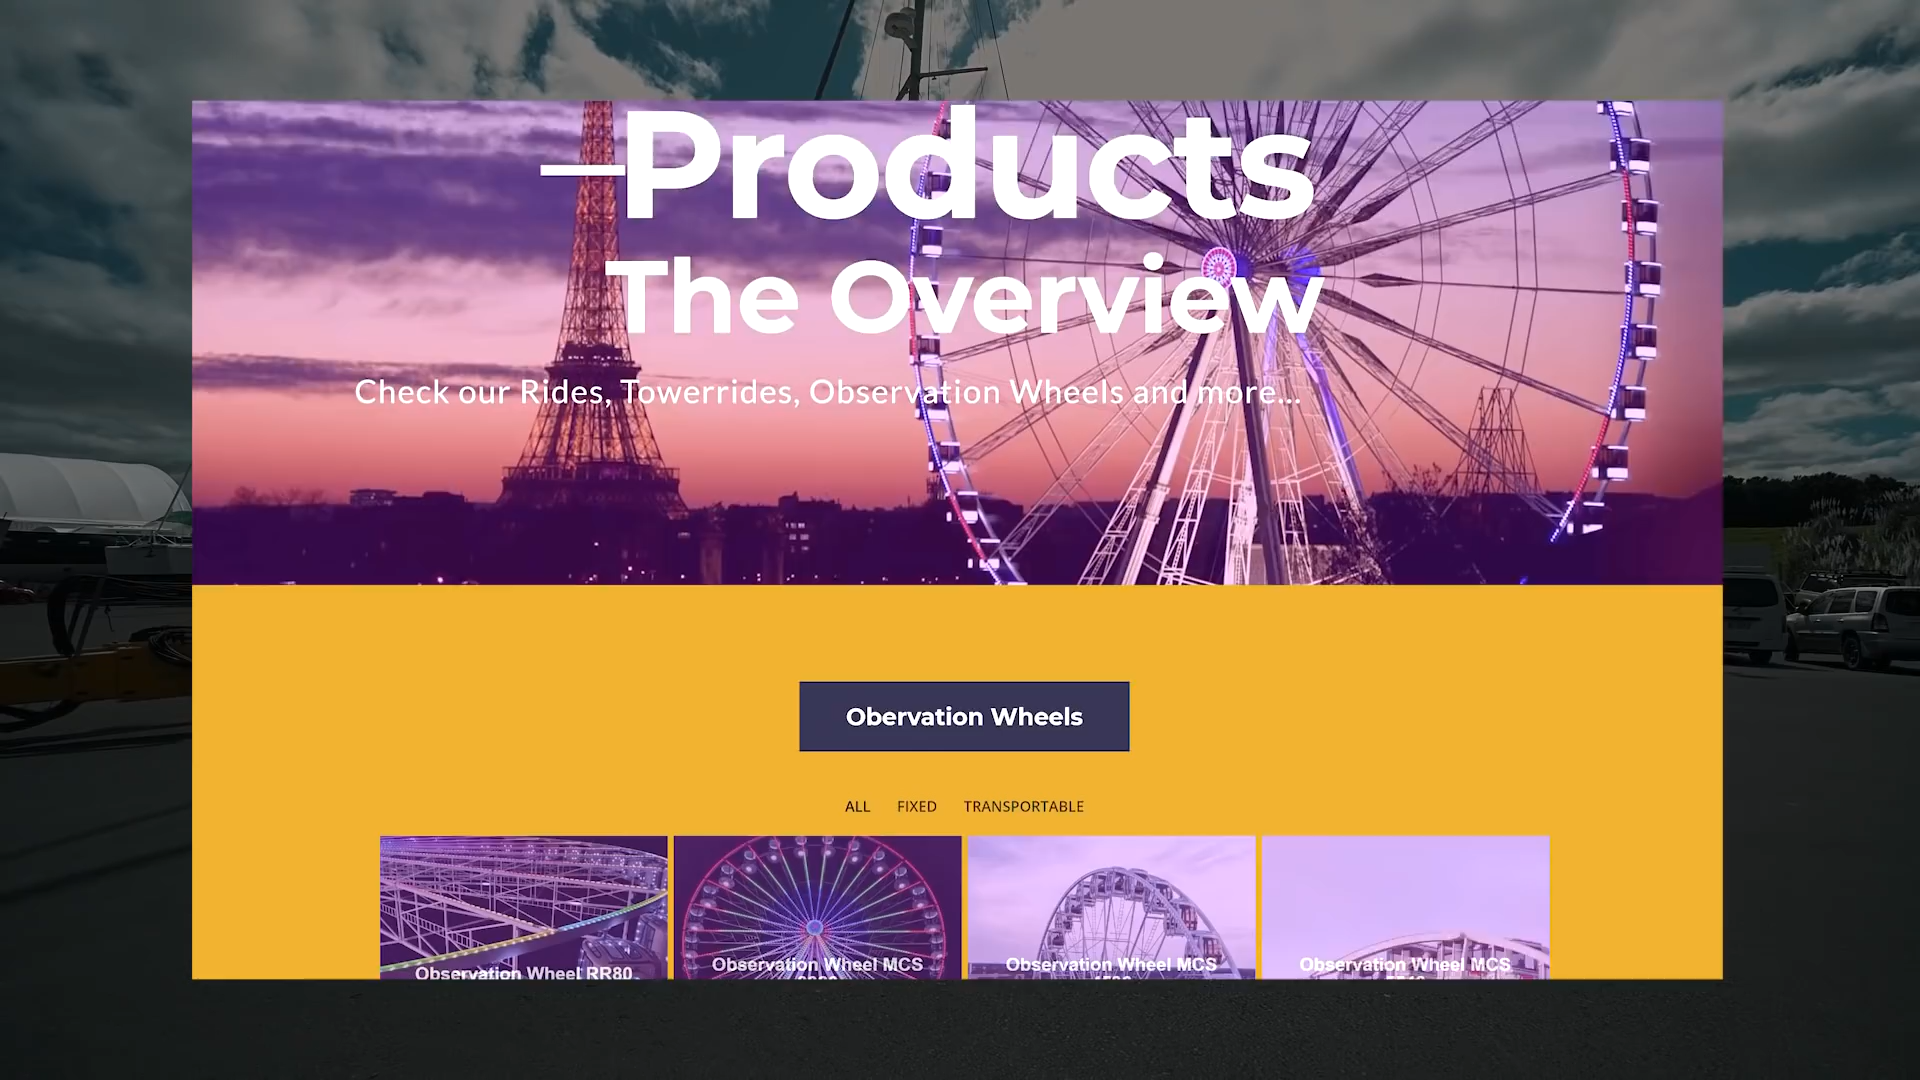 Products
The Overview
Check our Rides, Towerrides, Observation Wheels and more...
Obervation Wheels
ALL FIXED TRANSPORTABLE
Observation Wheel RR80
Observation Wheel MCS
Observation Wheel MCS
Observation Wheel MCS